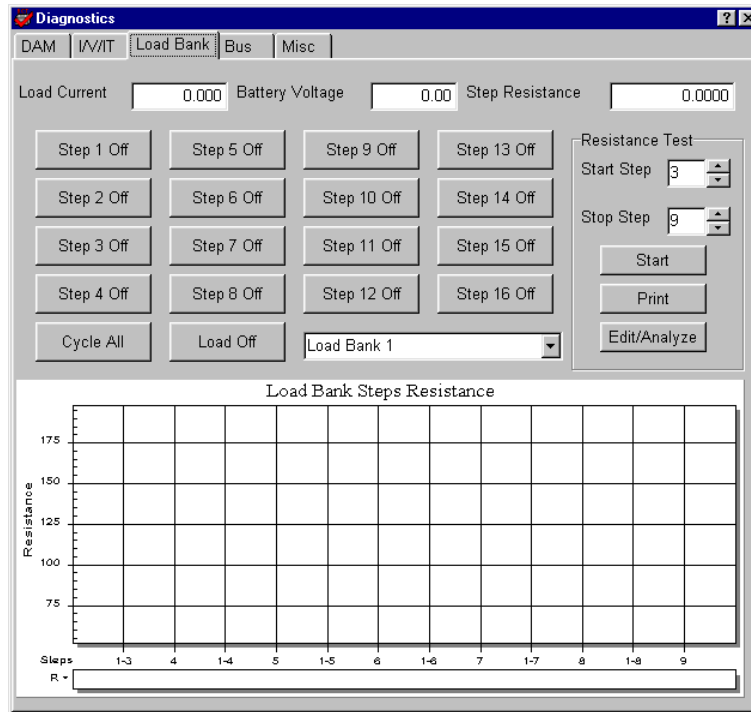 Diagnostics
DAM I/V/IT Load Bank Bus Misc
Load Current 0.000 Battery Voltage 0.00 Step Resistance 0.0000
Step 1 Off Step 5 Off Step 9 Off Step 13 Off
Step 2 Off Step 6 Off Step 10 Off Step 14 Off
Step 3 Off Step 7 Off Step 11 Off Step 15 Off
Step 4 Off Step 8 Off Step 12 Off Step 16 Off
Cycle All Load Off Load Bank 1
Resistance Test
Start Step 3
Stop Step 9
Start
Print
Edit/Analyze
Load Bank Steps Resistance
Resistance
175
150
125
100
75
Steps 1-3 4 1-4 5 1-5 6 1-6 7 1-7 8 1-8 9
R =